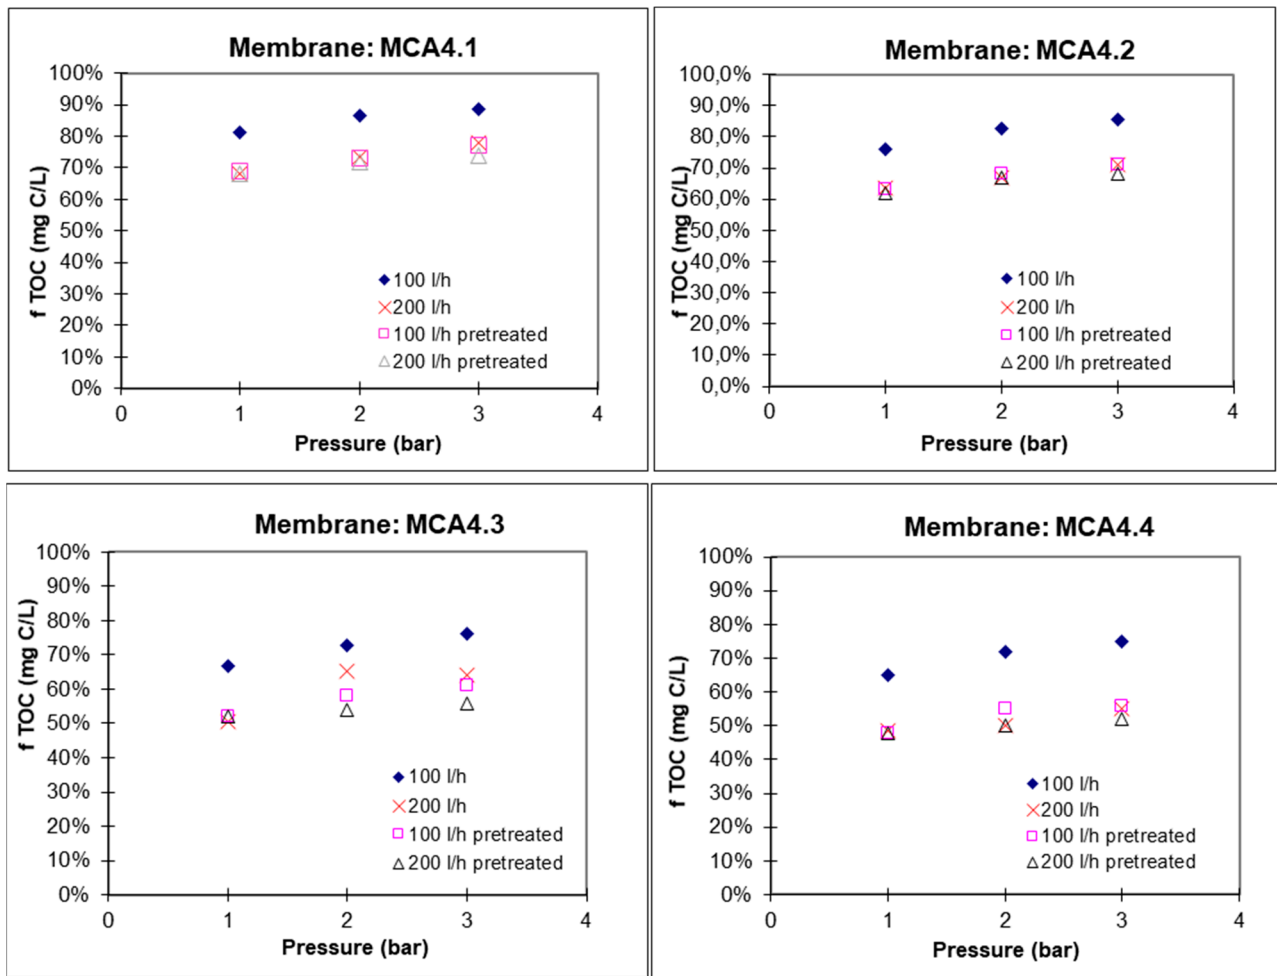 Membrane: MCA4.1
f TOC (mg C/L)
100%
90%
80%
70%
60%
50%
40%
30%
20%
10%
0%
100 l/h
200 l/h
100 l/h pretreated
200 l/h pretreated
0 1 2 3 4
Pressure (bar)
Membrane: MCA4.2
f TOC (mg C/L)
100,0%
90,0%
80,0%
70,0%
60,0%
50,0%
40,0%
30,0%
20,0%
10,0%
0,0%
100 l/h
200 l/h
100 l/h pretreated
200 l/h pretreated
0 1 2 3 4
Pressure (bar)
Membrane: MCA4.3
f TOC (mg C/L)
100%
90%
80%
70%
60%
50%
40%
30%
20%
10%
0%
100 l/h
200 l/h
100 l/h pretreated
200 l/h pretreated
0 1 2 3 4
Pressure (bar)
Membrane: MCA4.4
f TOC (mg C/L)
100%
90%
80%
70%
60%
50%
40%
30%
20%
10%
0%
100 l/h
200 l/h
100 l/h pretreated
200 l/h pretreated
0 1 2 3 4
Pressure (bar)